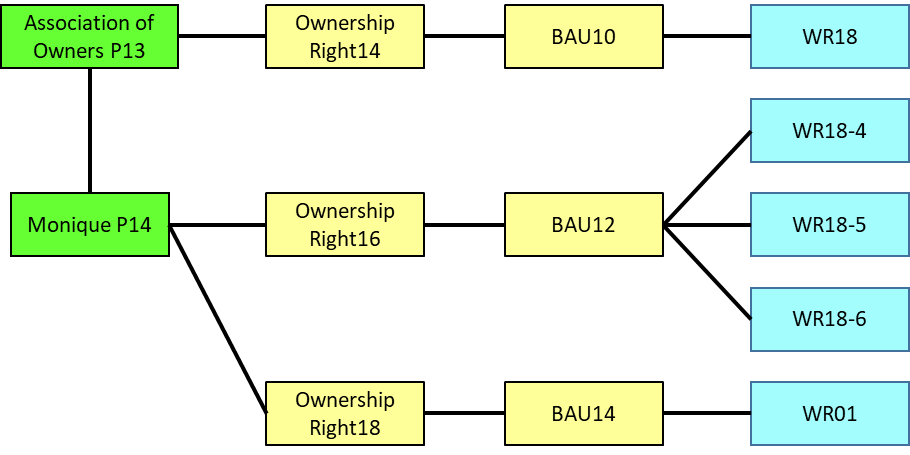 Association of
Owners P13
Ownership
Right14
BAU10
WR18
WR18-4
Monique P14
Ownership
Right16
BAU12
WR18-5
WR18-6
Ownership
Right18
BAU14
WR01